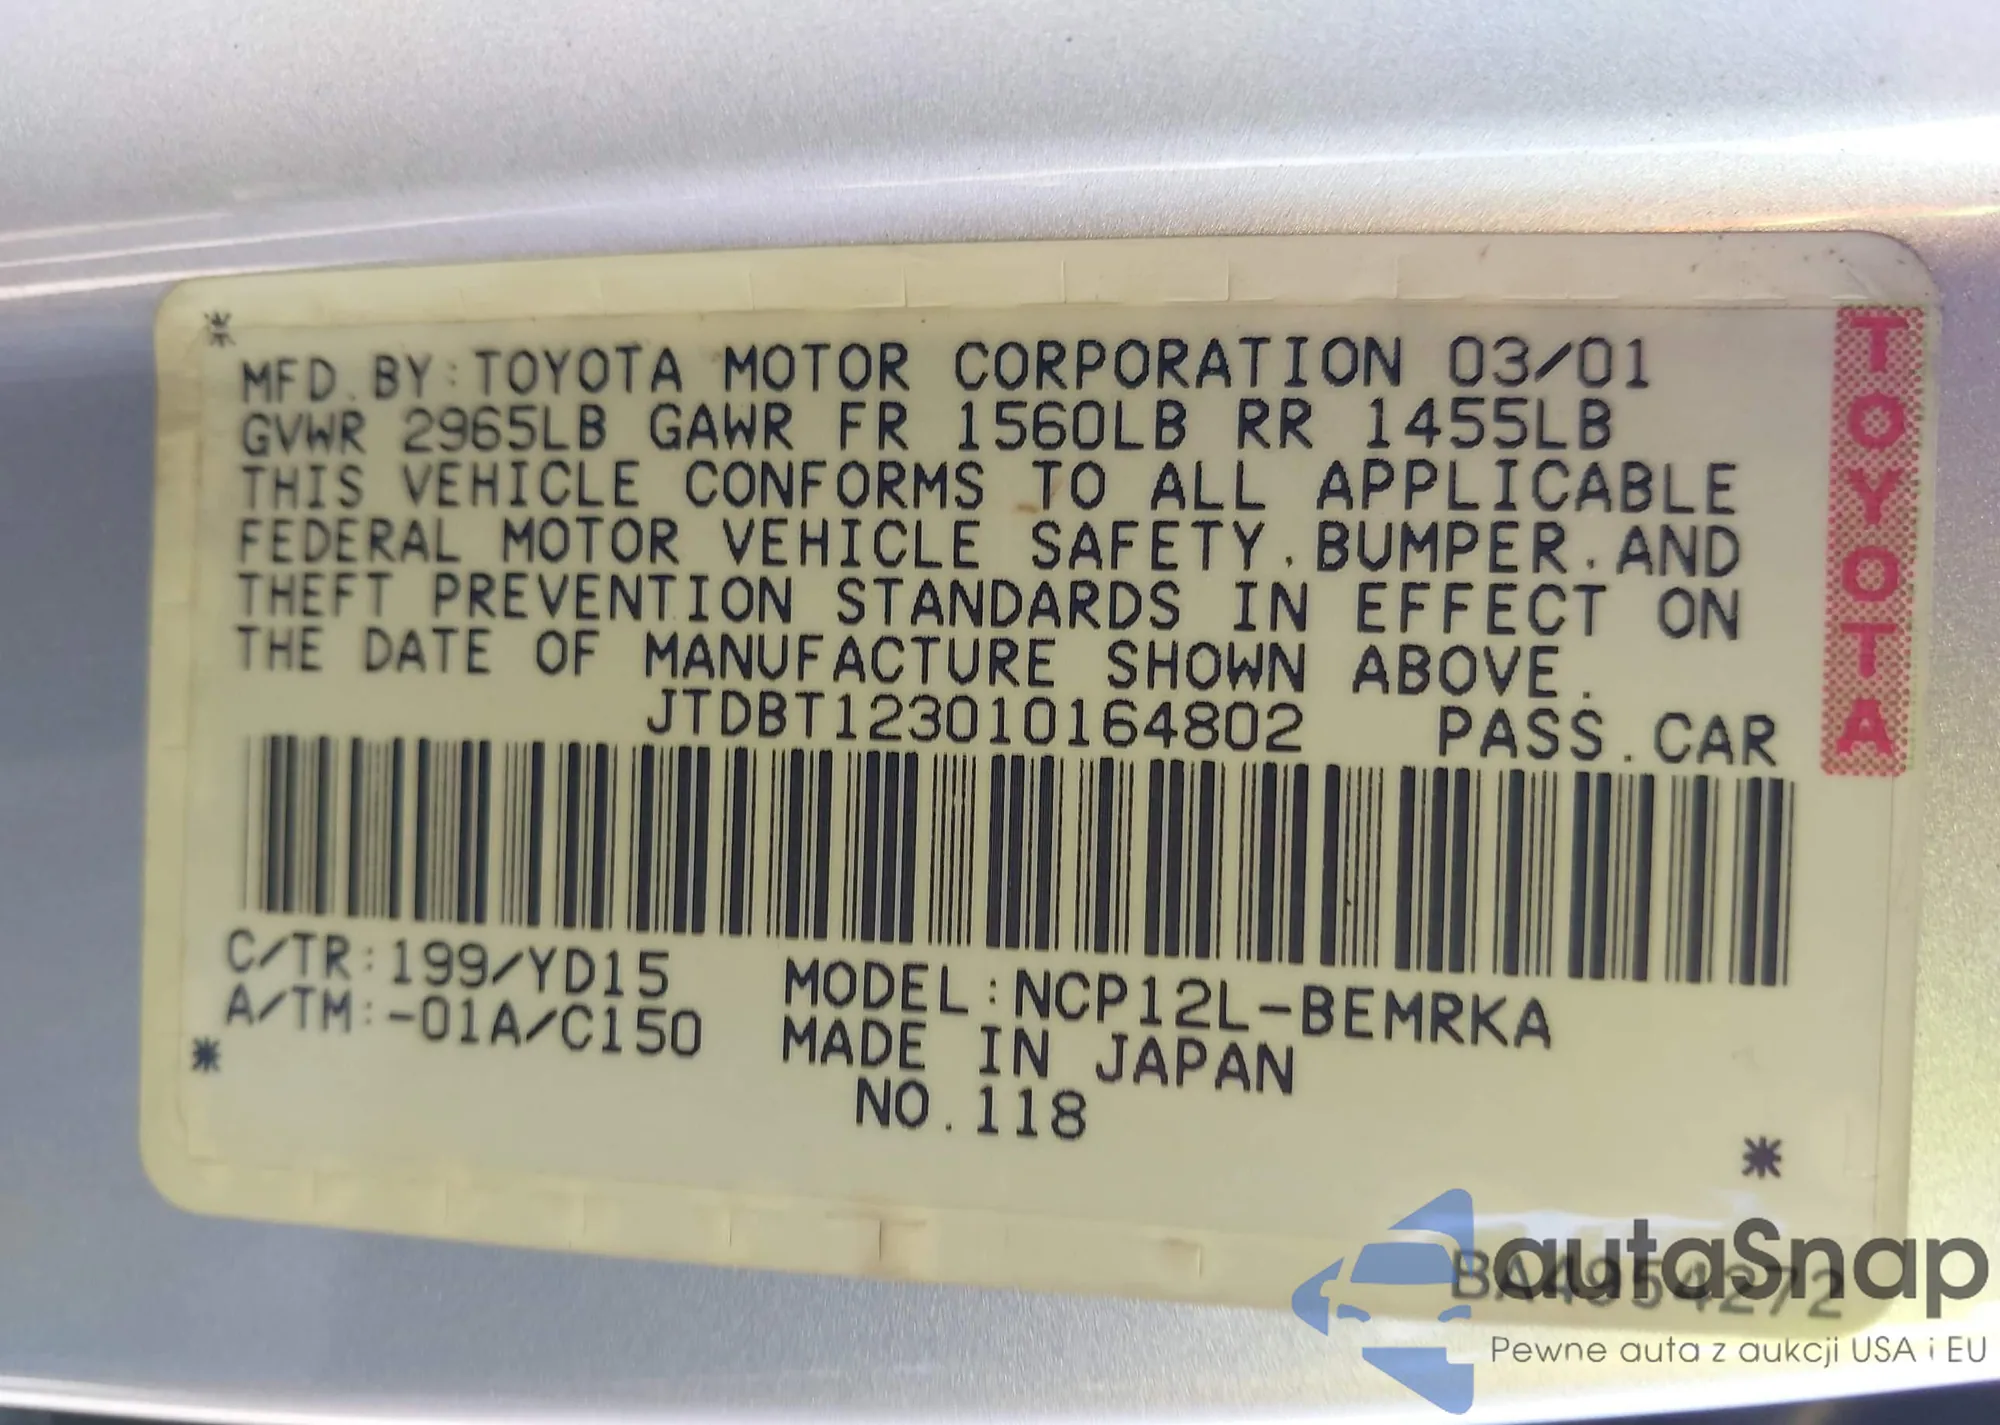 MFD.BY:TOYOTA MOTOR CORPORATION 03/01
GVWR 2965LB GAWR FR 1560LB RR 1455LB
THIS VEHICLE CONFORMS TO ALL APPLICABLE
FEDERAL MOTOR VEHICLE SAFETY.BUMPER.AND
THEFT PREVENTION STANDARDS IN EFFECT ON
THE DATE OF MANUFACTURE SHOWN ABOVE.
JTDBT123010164802 PASS.CAR
TOYOTA
C/TR:199/YD15 MODEL:NCP12L-BEMRKA
A/TM:-01A/C150 MADE IN JAPAN
NO.118
BA4954272
autaSnap
Pewne auta z aukcji USA i EU